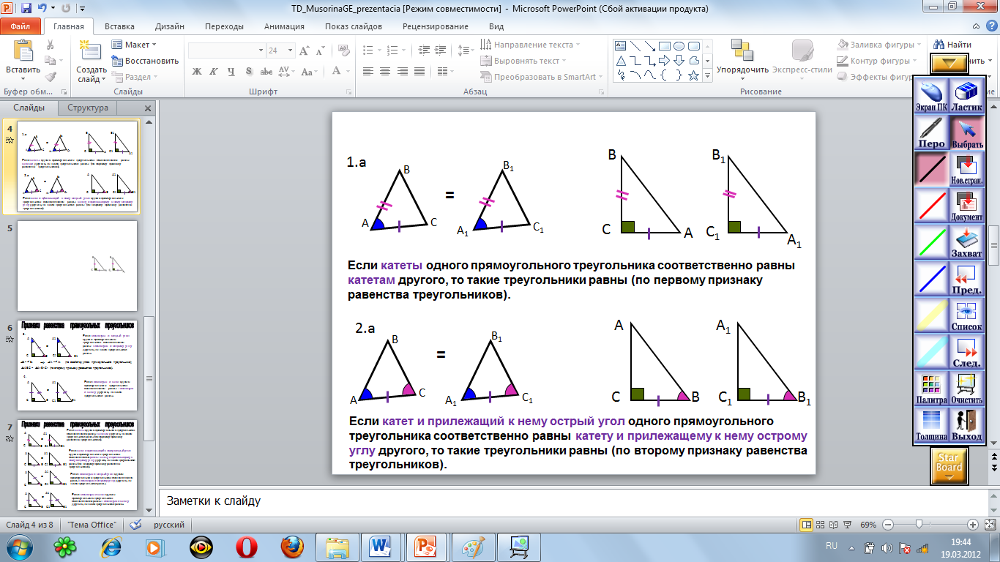 TD_MusorinaGE_prezentacia [Режим совместимости] - Microsoft PowerPoint (Сбой активации продукта)
Файл Главная Вставка Дизайн Переходы Анимация Показ слайдов Рецензирование Вид
Вставить
Буфер обм...
Создать слайд
Макет
Восстановить
Раздел
Слайды
24
Ж К Ч S abc AV Aa A
Шрифт
Направление текста
Выровнять текст
Преобразовать в SmartArt
Абзац
Упорядочить
Экспресс-стили
Заливка фигуры
Контур фигуры
Эффекты фигур
Рисование
Найти
Слайды Структура
4
5
6
Признаки равенства прямоугольных треугольников
7
Признаки равенства прямоугольных треугольников
1.а
B B1 B B1
=
A C A1 C1 C A C1 A1
Если катеты одного прямоугольного треугольника соответственно равны
катетам другого, то такие треугольники равны (по первому признаку
равенства треугольников).
2.а
B B1 A A1
=
A C A1 C1 C B C1 B1
Если катет и прилежащий к нему острый угол одного прямоугольного
треугольника соответственно равны катету и прилежащему к нему острому
углу другого, то такие треугольники равны (по второму признаку равенства
треугольников).
Экран ПК Ластик
Перо Выбрать
Нов.стран.
Документ
Захват
Пред.
Список
След.
Палитра Очистить
Толщина Выход
Star
Board
Заметки к слайду
Слайд 4 из 8 "Тема Office" русский 69%
RU
19:44
19.03.2012